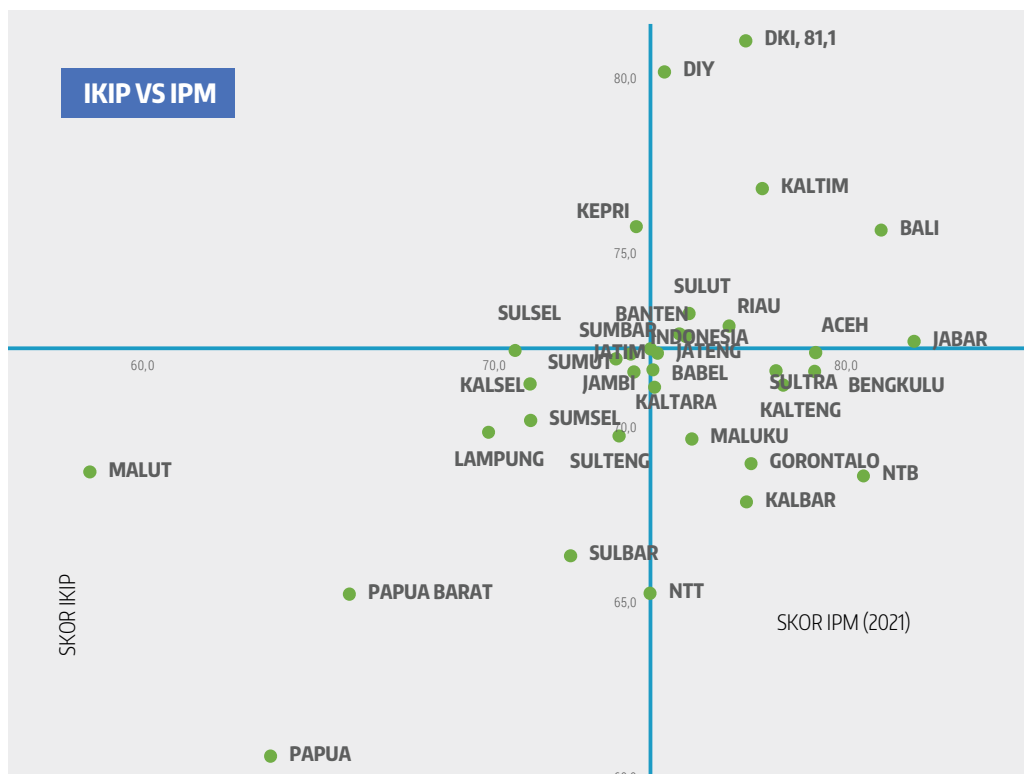 DKI, 81,1
DIY
80,0
IKIP VS IPM
KALTIM
KEPRI
BALI
75,0
SULUT
RIAU
SULSEL
BANTEN
ACEH
SUMBAR
INDONESIA
JABAR
JATIM
JATENG
60,0
70,0
SUMUT
80,0
BABEL
KALSEL
JAMBI
SULTRA
BENGKULU
KALTARA
KALTENG
SUMSEL
70,0
MALUKU
LAMPUNG
SULTENG
GORONTALO
MALUT
NTB
KALBAR
SULBAR
PAPUA BARAT
NTT
65,0
SKOR IKIP
SKOR IPM (2021)
PAPUA